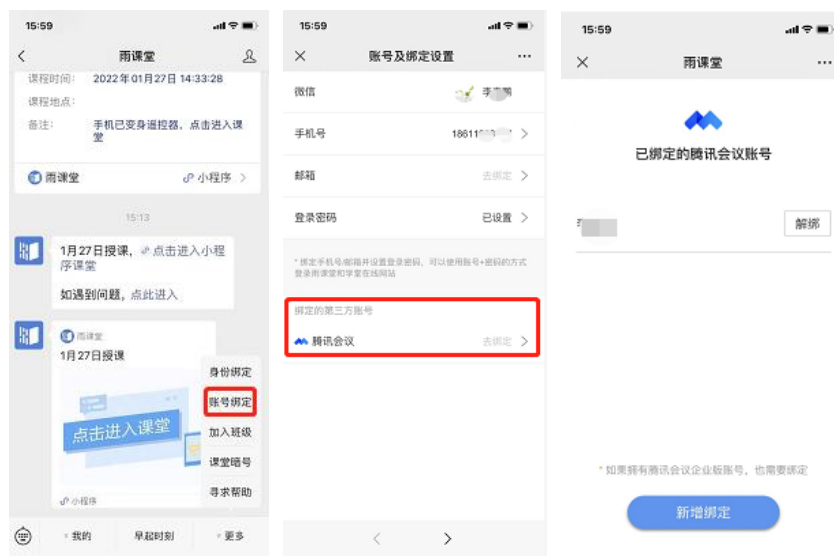 15:59
雨课堂
课程时间: 2022年01月27日 14:33:28
课程地点:
备注: 手机已变身遥控器，点击进入课
堂
雨课堂 小程序
15:13
1月27日授课，点击进入小程
序课堂
如遇到问题，点此进入
雨课堂
1月27日授课
点击进入课堂
小程序
身份绑定
账号绑定
加入班级
课堂暗号
寻求帮助
我的 早起时刻 更多
15:59
账号及绑定设置
微信 李
手机号 18611
邮箱 去绑定
登录密码 已设置
*绑定手机号/邮箱并设置登录密码，可以使用账号+密码的方式
登录雨课堂和学堂在线网站
绑定的第三方账号
腾讯会议 去绑定
15:59
雨课堂
已绑定的腾讯会议账号
解绑
*如果拥有腾讯会议企业版账号，也需要绑定
新增绑定